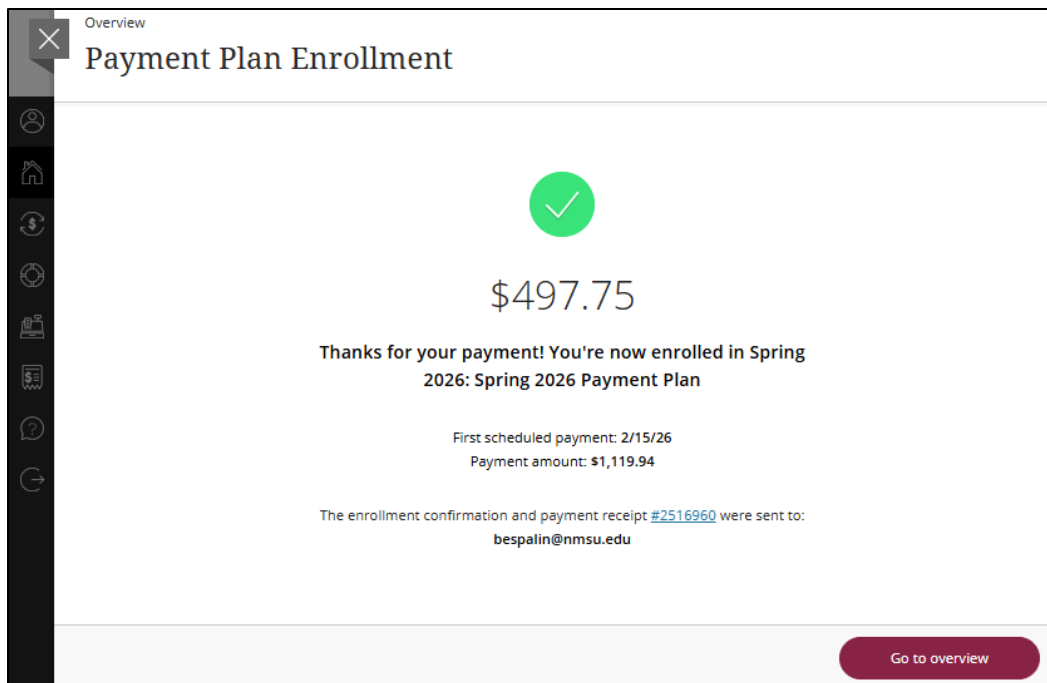 Overview
Payment Plan Enrollment
$497.75
Thanks for your payment! You're now enrolled in Spring
2026: Spring 2026 Payment Plan
First scheduled payment: 2/15/26
Payment amount: $1,119.94
The enrollment confirmation and payment receipt #2516960 were sent to:
bespalin@nmsu.edu
Go to overview